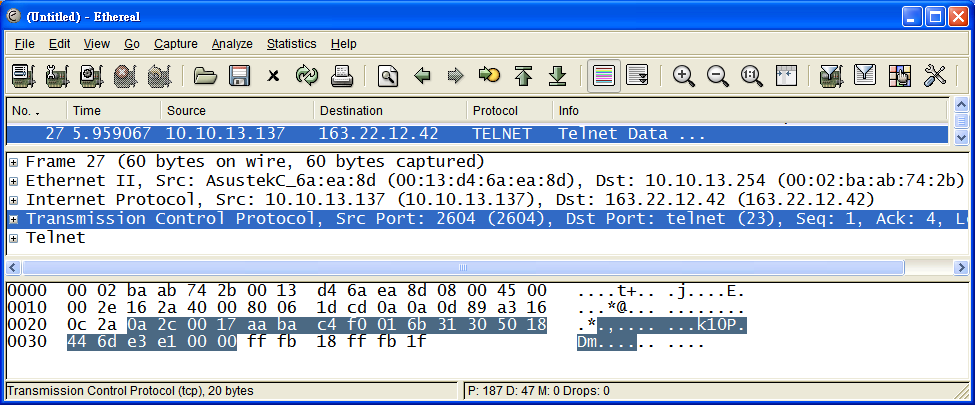 (Untitled) - Ethereal
File Edit View Go Capture Analyze Statistics Help
No. Time Source Destination Protocol Info
27 5.959067 10.10.13.137 163.22.12.42 TELNET Telnet Data ...
Frame 27 (60 bytes on wire, 60 bytes captured)
Ethernet II, Src: AsustekC_6a:ea:8d (00:13:d4:6a:ea:8d), Dst: 10.10.13.254 (00:02:ba:ab:74:2b)
Internet Protocol, Src: 10.10.13.137 (10.10.13.137), Dst: 163.22.12.42 (163.22.12.42)
Transmission Control Protocol, Src Port: 2604 (2604), Dst Port: telnet (23), Seq: 1, Ack: 4, L
Telnet
0000 00 02 ba ab 74 2b 00 13 d4 6a ea 8d 08 00 45 00 ....t+.. .j....E.
0010 00 2e 16 2a 40 00 80 06 1d cd 0a 0a 0d 89 a3 16 ...*@... ........
0020 0c 2a 0a 2c 00 17 aa ba c4 f0 01 6b 31 30 50 18 .*.,.... ...k10P.
0030 44 6d e3 e1 00 00 ff fb 18 ff fb 1f Dm...... ....
Transmission Control Protocol (tcp), 20 bytes P: 187 D: 47 M: 0 Drops: 0